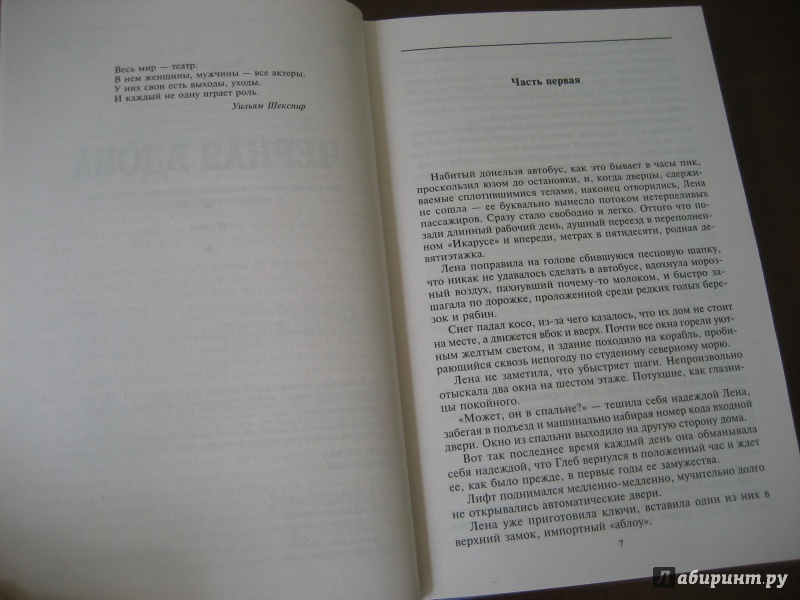 Весь мир — театр.
В нем женщины, мужчины — все актеры.
У них свои есть выходы, уходы.
И каждый не одну играет роль.
Уильям Шекспир
ЧЕРНАЯ ВДОВА
Часть первая
Набитый донельзя автобус, как это бывает в часы пик,
проскользил юзом до остановки, и, когда дверцы, сдержи-
ваемые сплотившимися телами, наконец отворились, Лена
не сошла — ее буквально вынесло потоком нетерпеливых
пассажиров. Сразу стало свободно и легко. Оттого что по-
зади длинный рабочий день, душный переезд в переполнен-
ном «Икарусе» и впереди, метрах в пятидесяти, родная де-
вятиэтажка.
Лена поправила на голове сбившуюся песцовую шапку,
что никак не удавалось сделать в автобусе, вдохнула мороз-
ный воздух, пахнувший почему-то молоком, и быстро за-
шагала по дорожке, проложенной среди редких голых бере-
зок и рябин.
Снег падал косо, из-за чего казалось, что их дом не стоит
на месте, а движется вбок и вверх. Почти все окна горели уют-
ным желтым светом, и здание походило на корабль, проби-
рающийся сквозь непогоду по студеному северному морю.
Лена не заметила, что убыстряет шаги. Непроизвольно
отыскала два окна на шестом этаже. Потухшие, как глазни-
цы покойного.
«Может, он в спальне?» — тешила себя надеждой Лена,
забегая в подъезд и машинально набирая номер кода входной
двери. Окно из спальни выходило на другую сторону дома.
Вот так последнее время каждый день она обманывала
себя надеждой, что Глеб вернулся в положенный час и ждет
ее, как было прежде, в первые годы ее замужества.
Лифт поднимался медленно-медленно, мучительно долго
не открывались автоматические двери.
Лена уже приготовила ключи, вставила один из них в
верхний замок, импортный «аблоу».
7
Лабиринт.ру